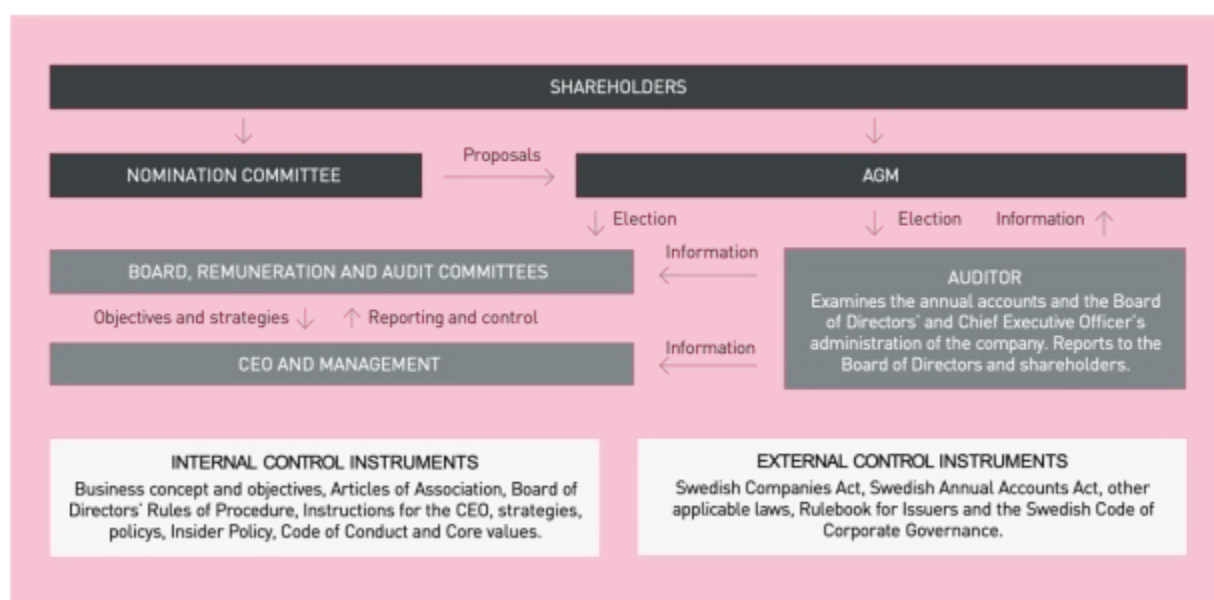 SHAREHOLDERS
Proposals
NOMINATION COMMITTEE
AGM
Election
Election
Information
BOARD, REMUNERATION AND AUDIT COMMITTEES
Information
AUDITOR
Examines the annual accounts and the Board
of Directors' and Chief Executive Officer's
administration of the company. Reports to the
Board of Directors and shareholders.
Objectives and strategies
Reporting and control
CEO AND MANAGEMENT
Information
INTERNAL CONTROL INSTRUMENTS
Business concept and objectives, Articles of Association, Board of
Directors' Rules of Procedure, Instructions for the CEO, strategies,
policys, Insider Policy, Code of Conduct and Core values.
EXTERNAL CONTROL INSTRUMENTS
Swedish Companies Act, Swedish Annual Accounts Act, other
applicable laws, Rulebook for Issuers and the Swedish Code of
Corporate Governance.